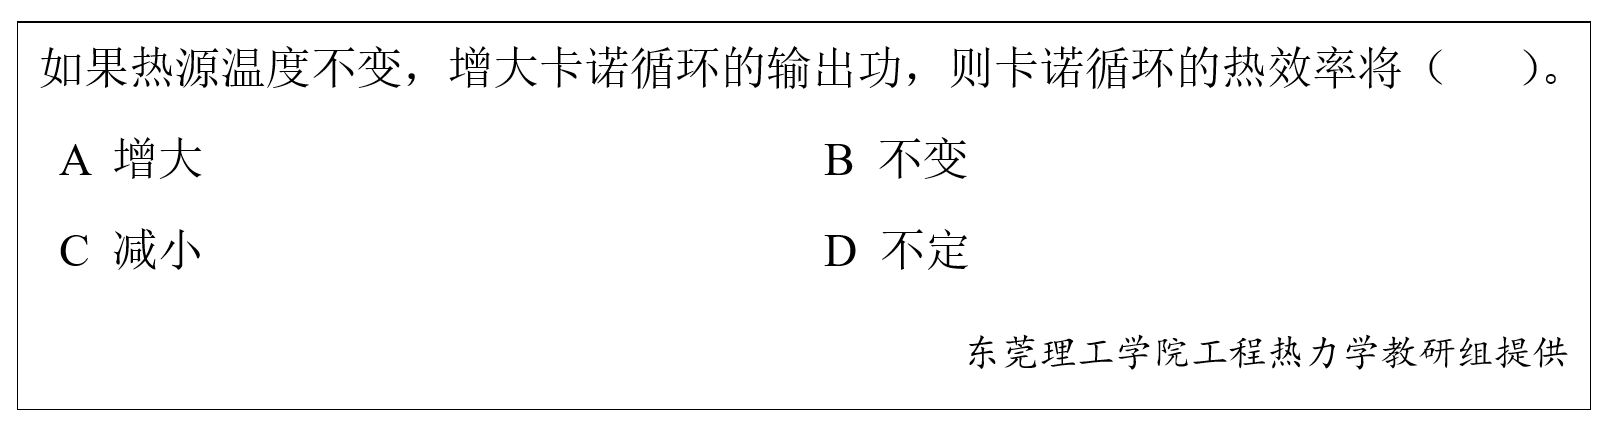 如果热源温度不变，增大卡诺循环的输出功，则卡诺循环的热效率将（　　）。
A 增大　B 不变
C 减小　D 不定
东莞理工学院工程热力学教研组提供